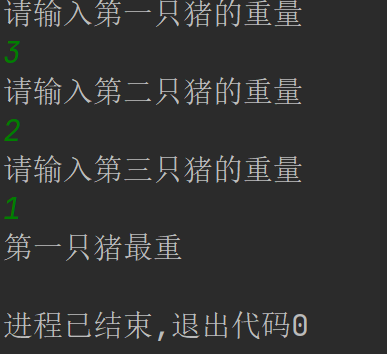 请输入第一只猪的重量
3
请输入第二只猪的重量
2
请输入第三只猪的重量
1
第一只猪最重
进程已结束,退出代码0